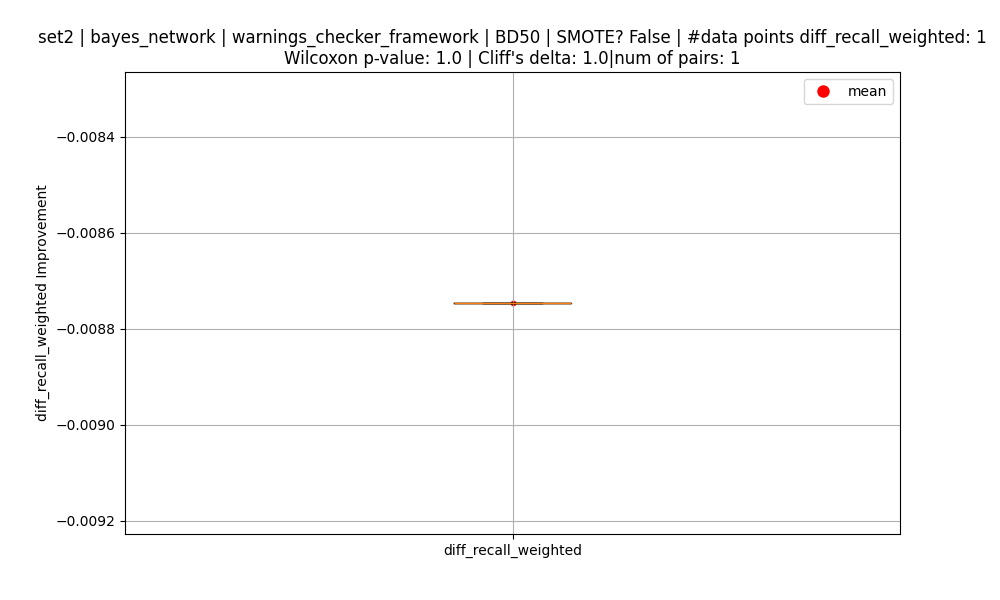 set2 | bayes_network | warnings_checker_framework | BD50 | SMOTE? False | #data points diff_recall_weighted: 1
Wilcoxon p-value: 1.0 | Cliff's delta: 1.0|num of pairs: 1
mean
−0.0084
−0.0086
−0.0088
−0.0090
−0.0092
diff_recall_weighted Improvement
diff_recall_weighted